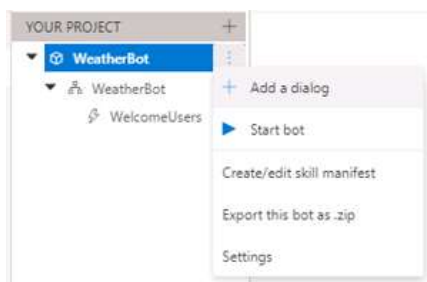 YOUR PROJECT
WeatherBot
WeatherBot
WelcomeUsers
Add a dialog
Start bot
Create/edit skill manifest
Export this bot as .zip
Settings